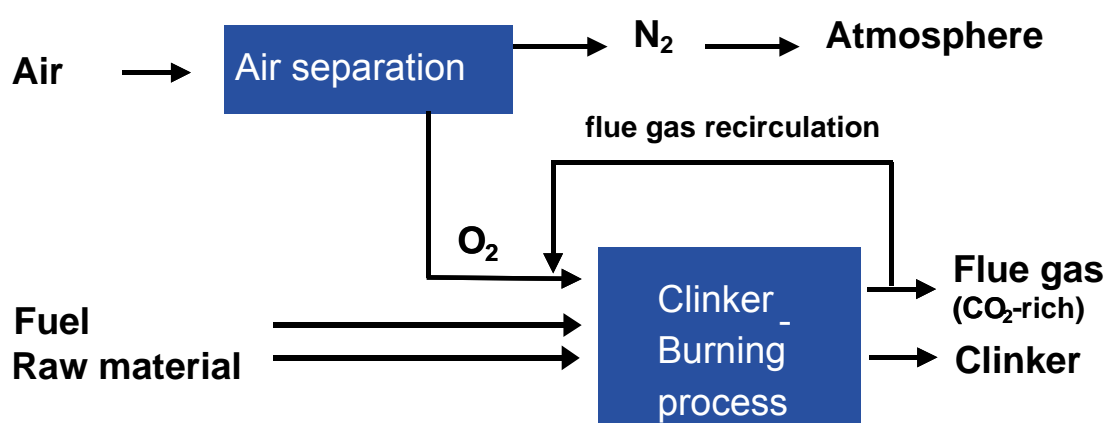 Air
Air separation
N₂
Atmosphere
flue gas recirculation
O₂
Fuel
Raw material
Clinker -
Burning
process
Flue gas
(CO₂-rich)
Clinker